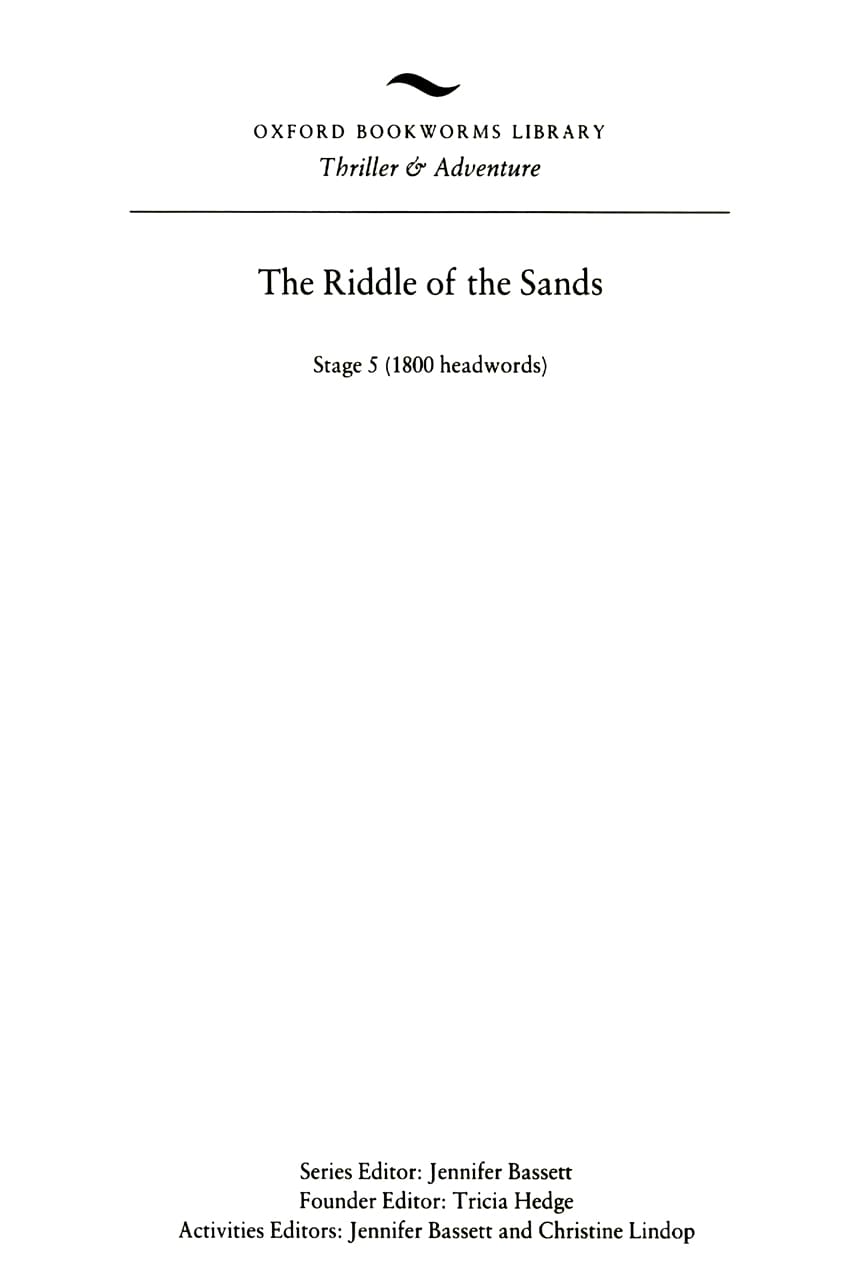 OXFORD BOOKWORMS LIBRARY
Thriller & Adventure
The Riddle of the Sands
Stage 5 (1800 headwords)
Series Editor: Jennifer Bassett
Founder Editor: Tricia Hedge
Activities Editors: Jennifer Bassett and Christine Lindop